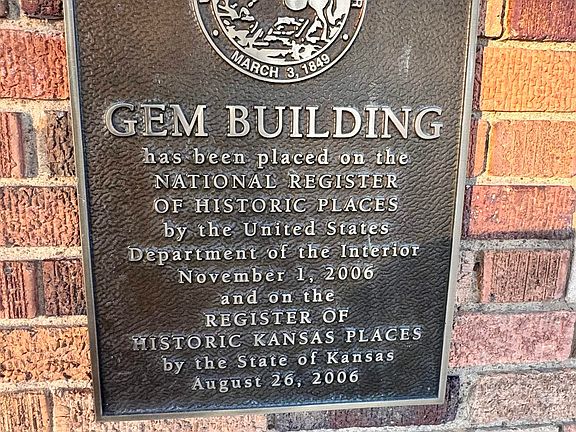 MARCH 3, 1849
GEM BUILDING
has been placed on the
NATIONAL REGISTER
OF HISTORIC PLACES
by the United States
Department of the Interior
November 1, 2006
and on the
REGISTER OF
HISTORIC KANSAS PLACES
by the State of Kansas
August 26, 2006